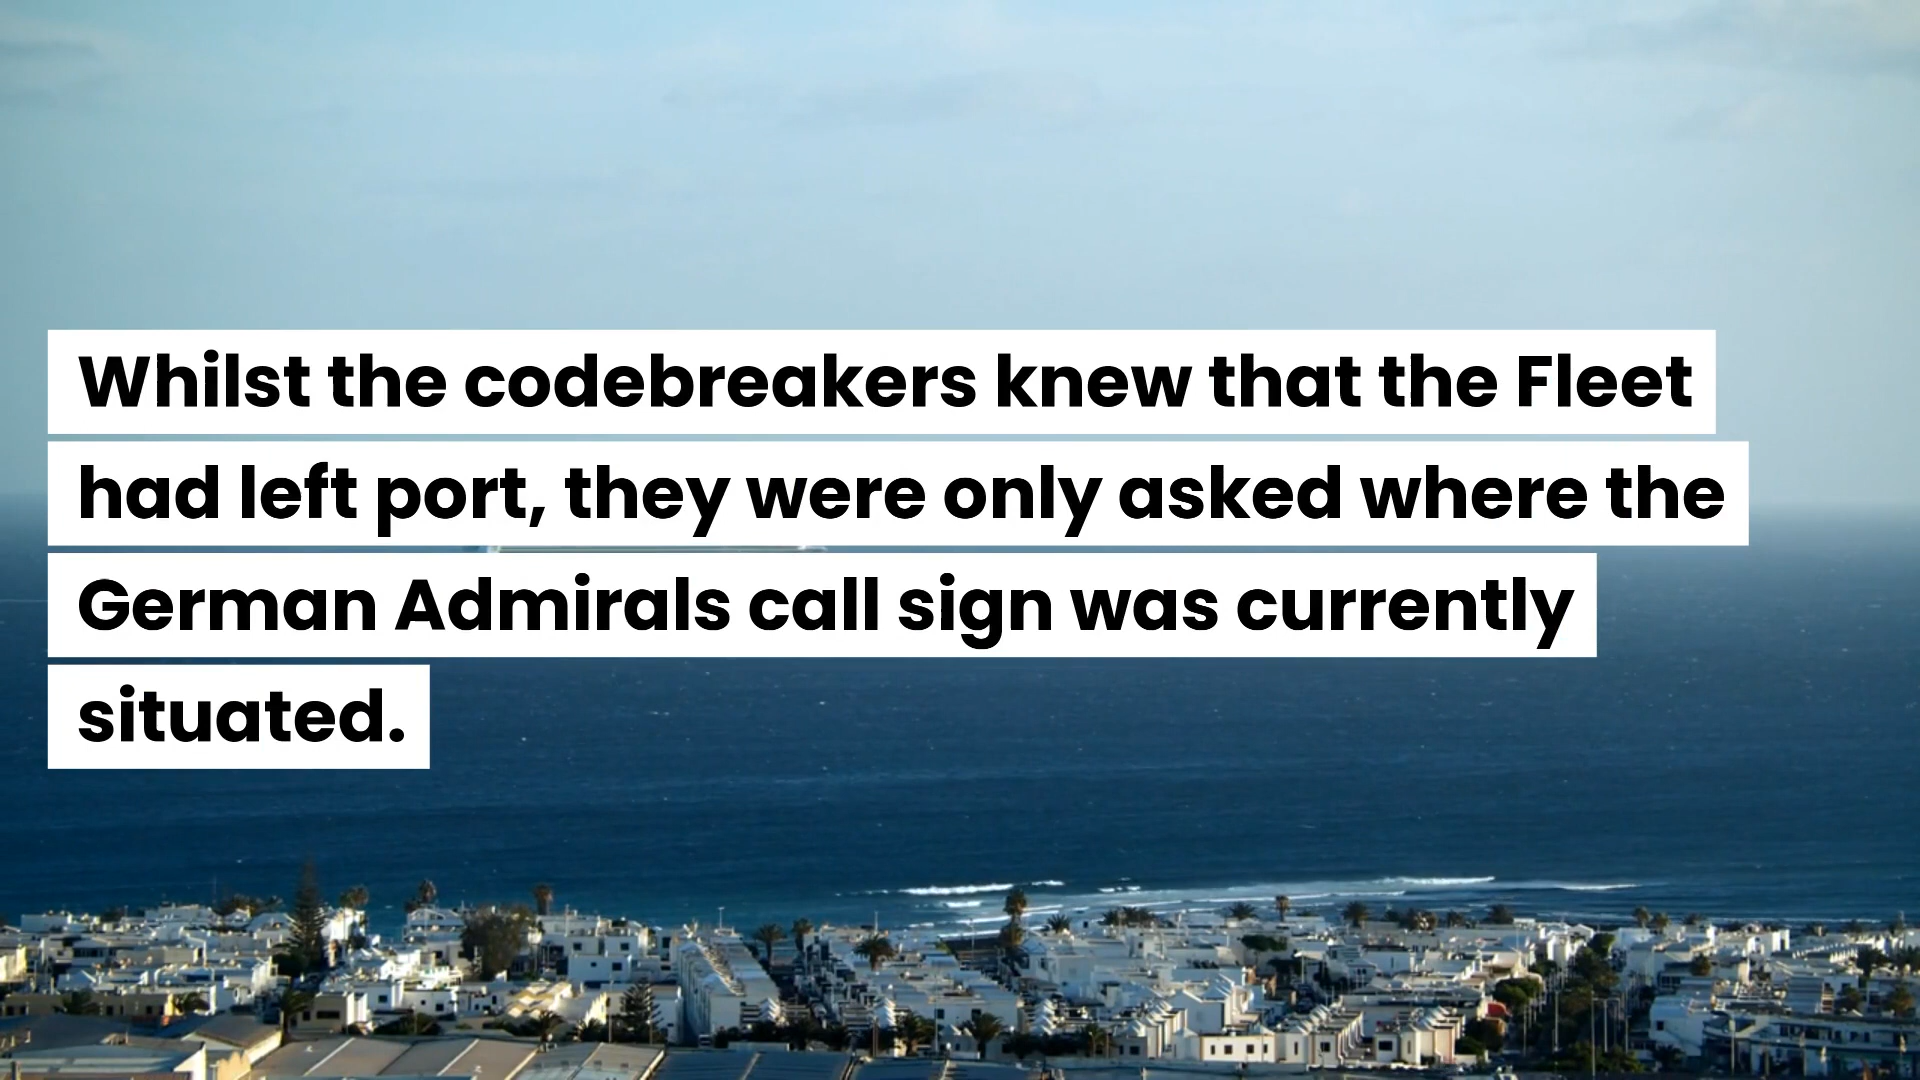 Whilst the codebreakers knew that the Fleet
had left port, they were only asked where the
German Admirals call sign was currently
situated.